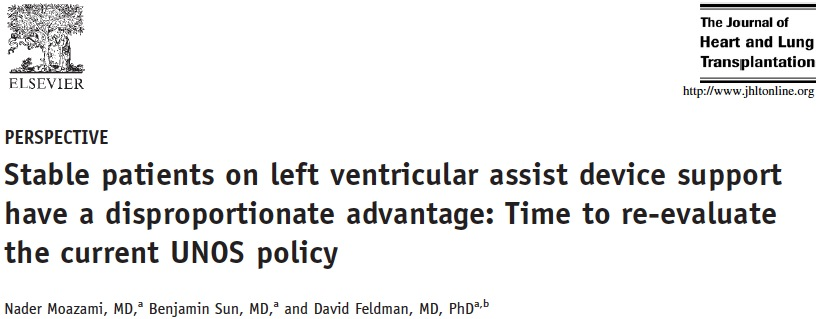 ELSEVIER
The Journal of
Heart and Lung
Transplantation
http://www.jhltonline.org
PERSPECTIVE
Stable patients on left ventricular assist device support
have a disproportionate advantage: Time to re-evaluate
the current UNOS policy
Nader Moazami, MD,ᵃ Benjamin Sun, MD,ᵃ and David Feldman, MD, PhDᵃ,ᵇ